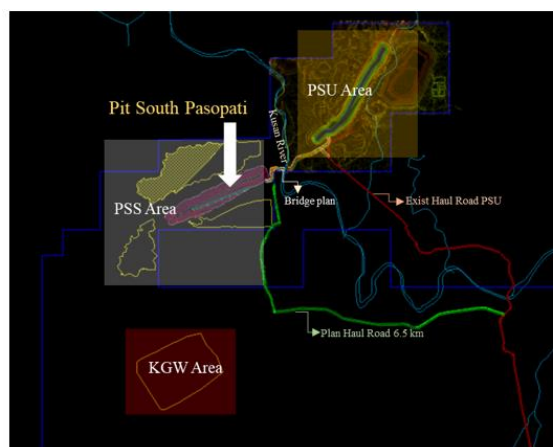 PSU Area
Pit South Pasopati
Kusan River
PSS Area
Bridge plan
Exist Haul Road PSU
Plan Haul Road 6.5 km
KGW Area